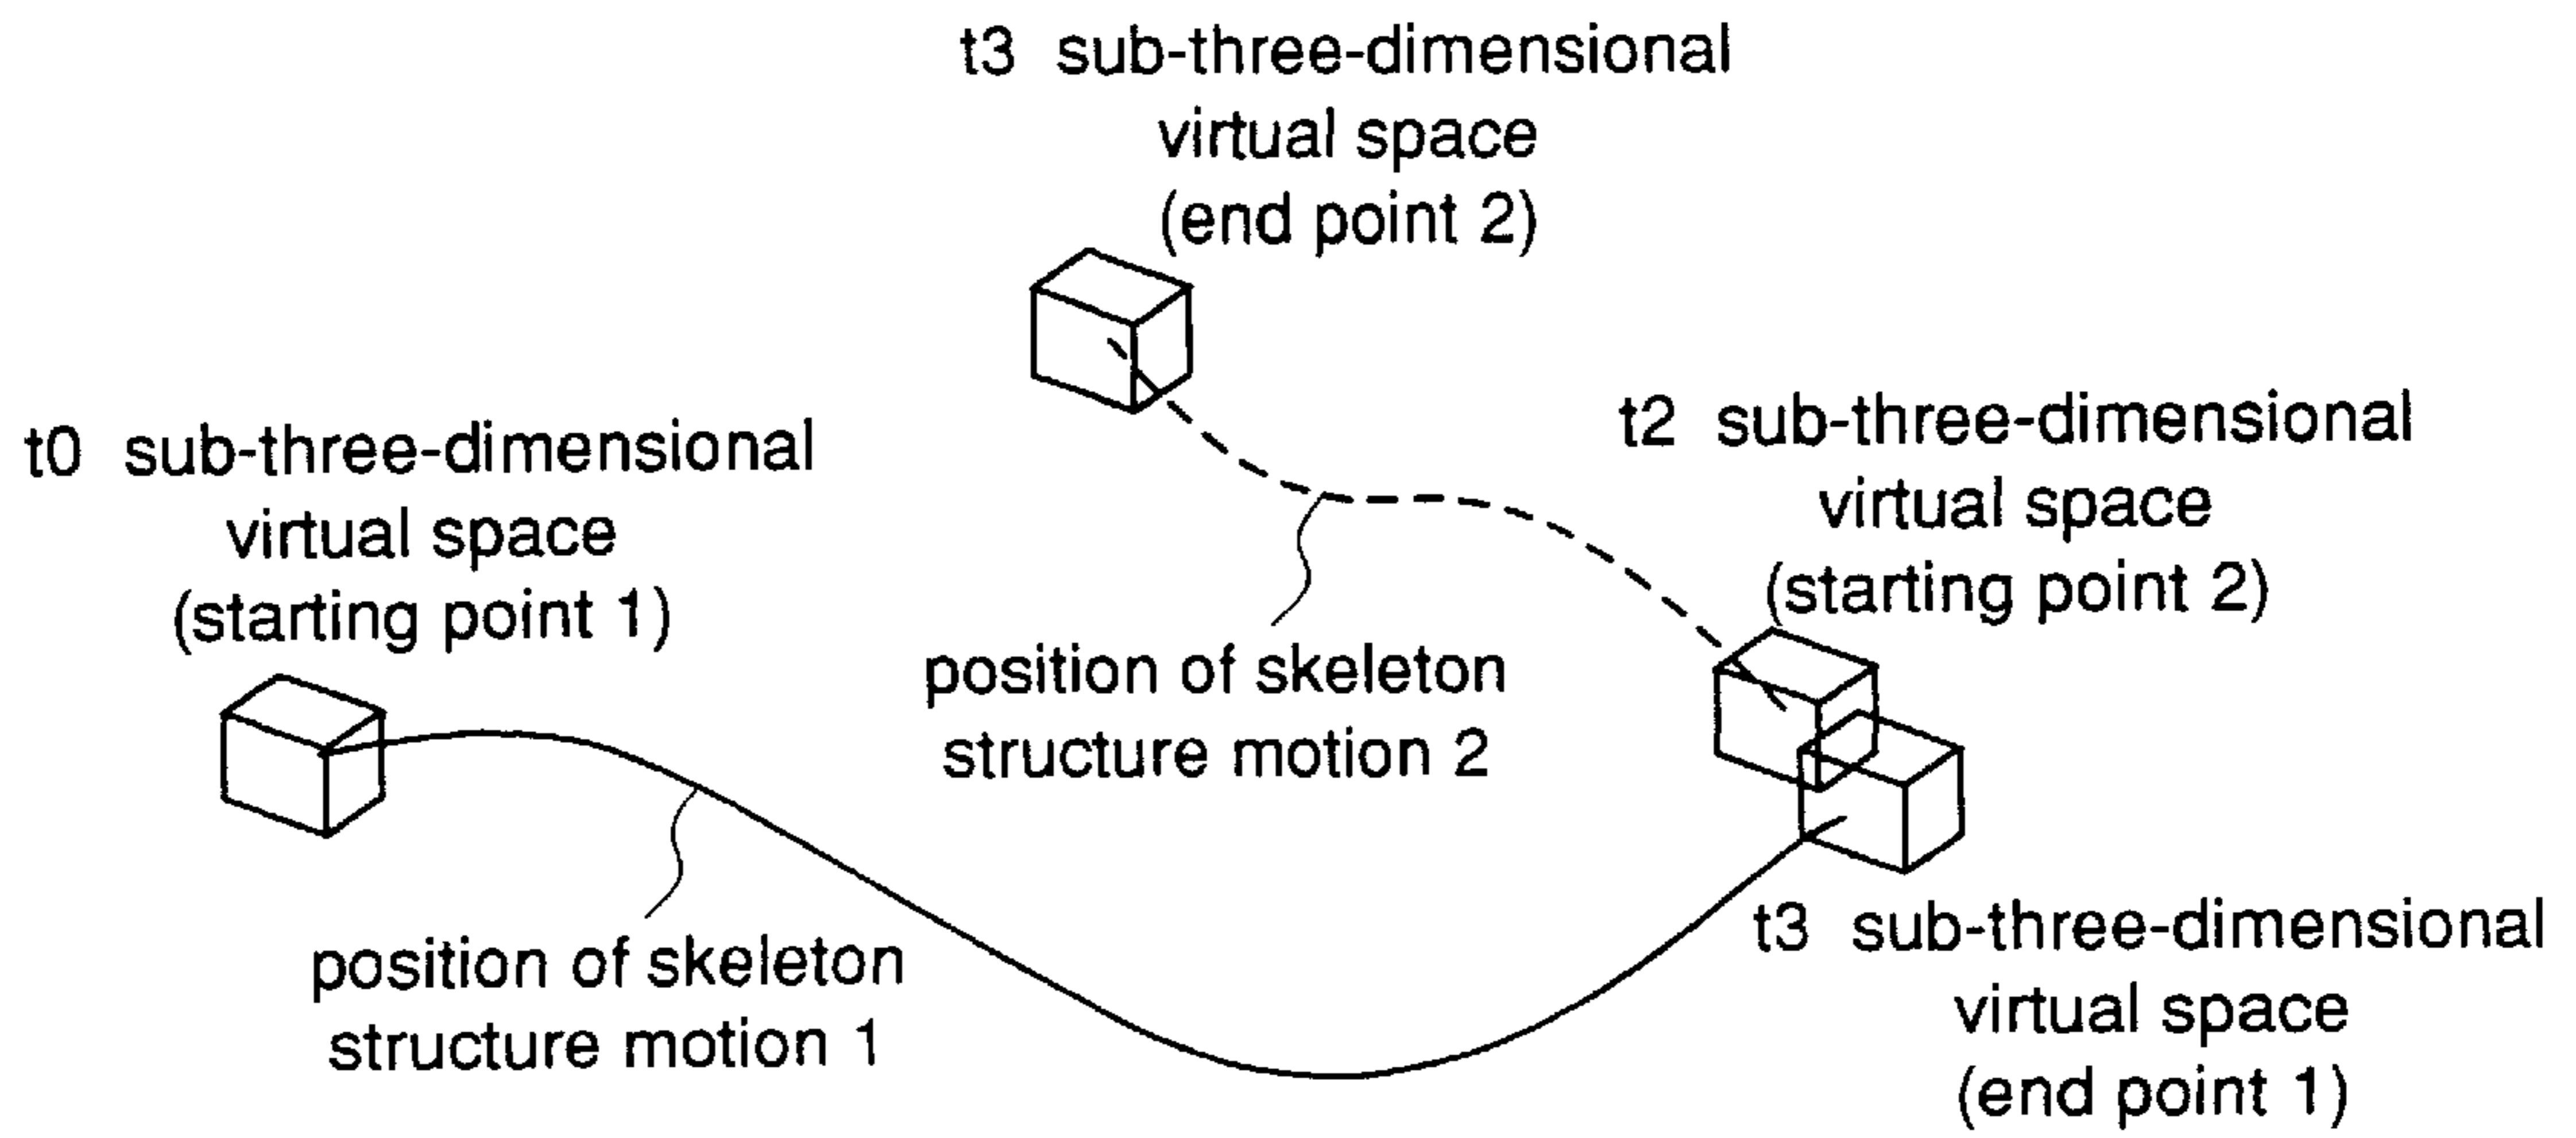 t3 sub-three-dimensional
virtual space
(end point 2)
t0 sub-three-dimensional
virtual space
(starting point 1)
t2 sub-three-dimensional
virtual space
(starting point 2)
position of skeleton
structure motion 2
position of skeleton
structure motion 1
t3 sub-three-dimensional
virtual space
(end point 1)